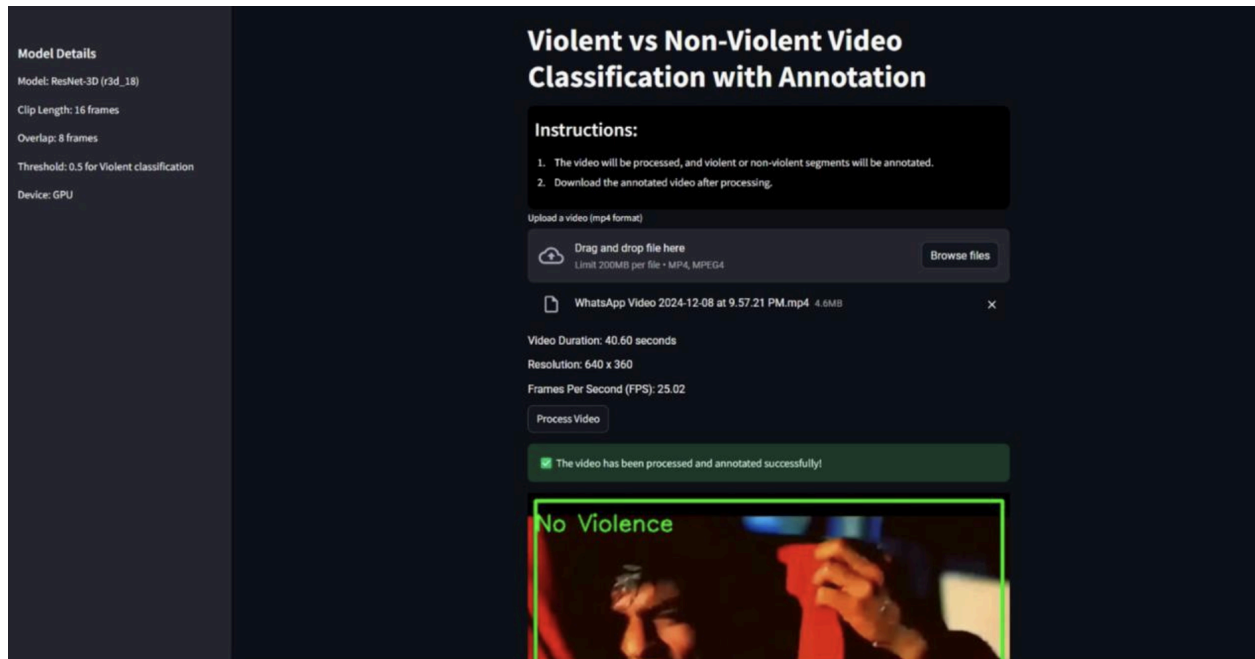 Model Details
Model: ResNet-3D (r3d_18)
Clip Length: 16 frames
Overlap: 8 frames
Threshold: 0.5 for Violent classification
Device: GPU
Violent vs Non-Violent Video
Classification with Annotation
Instructions:
1. The video will be processed, and violent or non-violent segments will be annotated.
2. Download the annotated video after processing.
Upload a video (mp4 format)
Drag and drop file here
Limit 200MB per file • MP4, MPEG4
Browse files
WhatsApp Video 2024-12-08 at 9.57.21 PM.mp4 4.6MB
Video Duration: 40.60 seconds
Resolution: 640 x 360
Frames Per Second (FPS): 25.02
Process Video
The video has been processed and annotated successfully!
No Violence